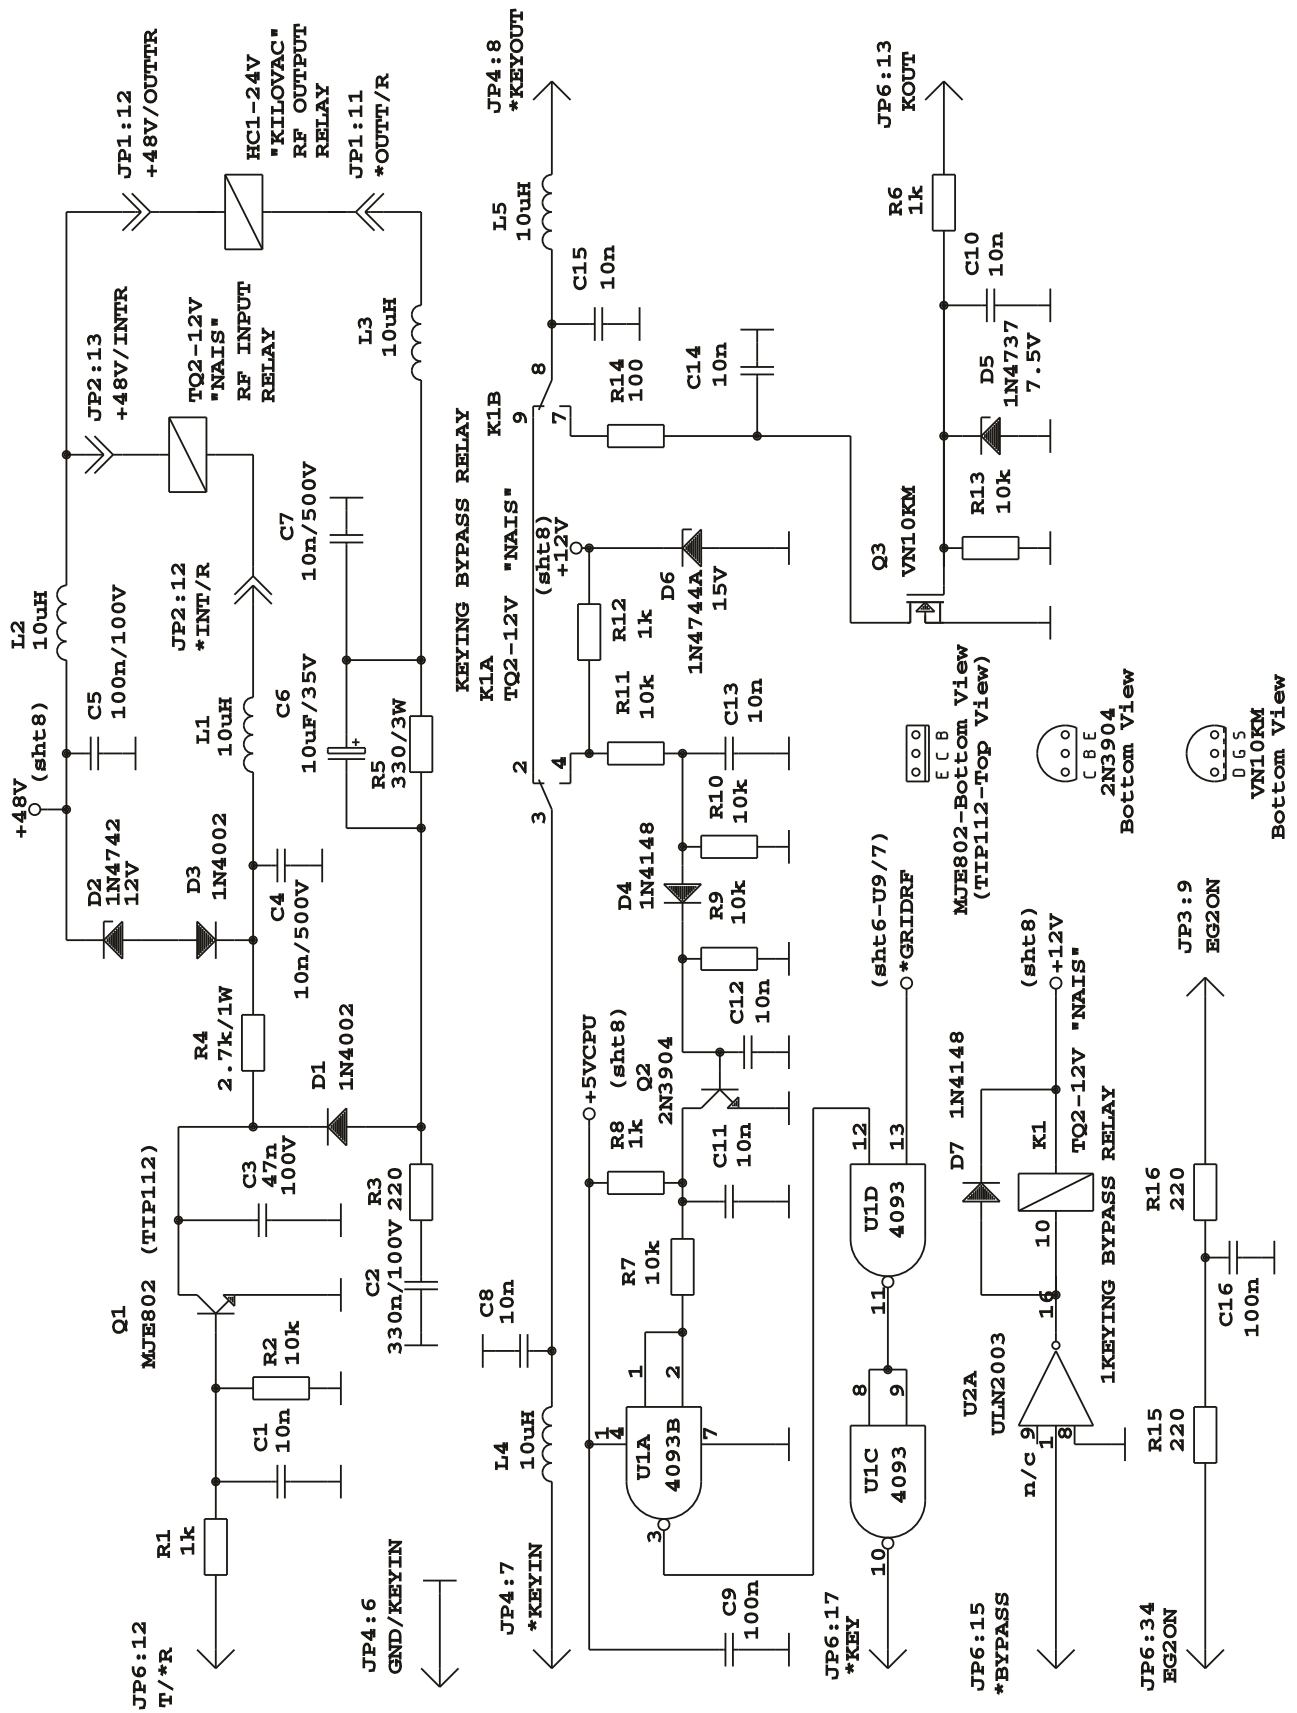 JP6:12
T/*R
R1
1k
C1
10n
R2
10k
Q1
MJE802 (TIP112)
C3
47n
100V
D1
1N4002
R4
2.7k/1W
D2
1N4742
12V
D3
1N4002
C4
10n/500V
+48V
(sht8)
C5
100n/100V
L2
10uH
L1
10uH
JP2:12
*INT/R
JP2:13
+48V/INTR
TQ2-12V
"NAIS"
RF INPUT
RELAY
JP1:12
+48V/OUTTR
HC1-24V
"KILOVAC"
RF OUTPUT
RELAY
JP1:11
*OUTT/R
L3
10uH
C7
10n/500V
C6
10uF/35V
+
R5
330/3W
R3
220
C2
330n/100V
JP4:6
GND/KEYIN
JP4:7
*KEYIN
L4
10uH
C8
10n
3
2
4
KEYING BYPASS RELAY
K1A
TQ2-12V "NAIS"
K1B
9
7
8
(sht8)
+12V
R12
1k
D6
1N4744A
15V
R11
10k
C13
10n
R14
100
C14
10n
C15
10n
L5
10uH
JP4:8
*KEYOUT
+5VCPU
(sht8)
R8
1k
Q2
2N3904
C12
10n
R9
10k
D4
1N4148
R10
10k
C11
10n
R7
10k
1
2
14
U1A
4093B
7
3
C9
100n
JP6:17
*KEY
10
U1C
4093
8
9
11
U1D
4093
12
13
(sht6-U9/7)
*GRIDRF
Q3
VN10KM
R13
10k
D5
1N4737
7.5V
C10
10n
R6
1k
JP6:13
KOUT
MJE802-Bottom View
(TIP112-Top View)
E C B
2N3904
Bottom View
C B E
VN10KM
Bottom View
D G S
JP6:15
*BYPASS
n/c
9
1
8
U2A
ULN2003
16
10
K1
TQ2-12V "NAIS"
1KEYING BYPASS RELAY
D7 1N4148
(sht8)
+12V
JP6:34
EG2ON
R15
220
C16
100n
R16
220
JP3:9
EG2ON